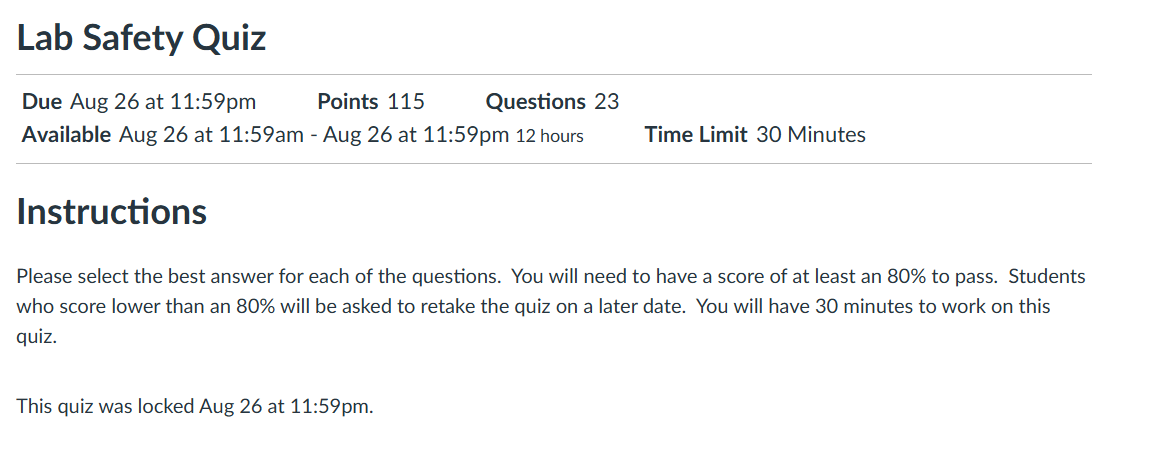 Lab Safety Quiz
Due Aug 26 at 11:59pm Points 115 Questions 23
Available Aug 26 at 11:59am - Aug 26 at 11:59pm 12 hours Time Limit 30 Minutes
Instructions
Please select the best answer for each of the questions.  You will need to have a score of at least an 80% to pass.  Students
who score lower than an 80% will be asked to retake the quiz on a later date.  You will have 30 minutes to work on this
quiz.
This quiz was locked Aug 26 at 11:59pm.